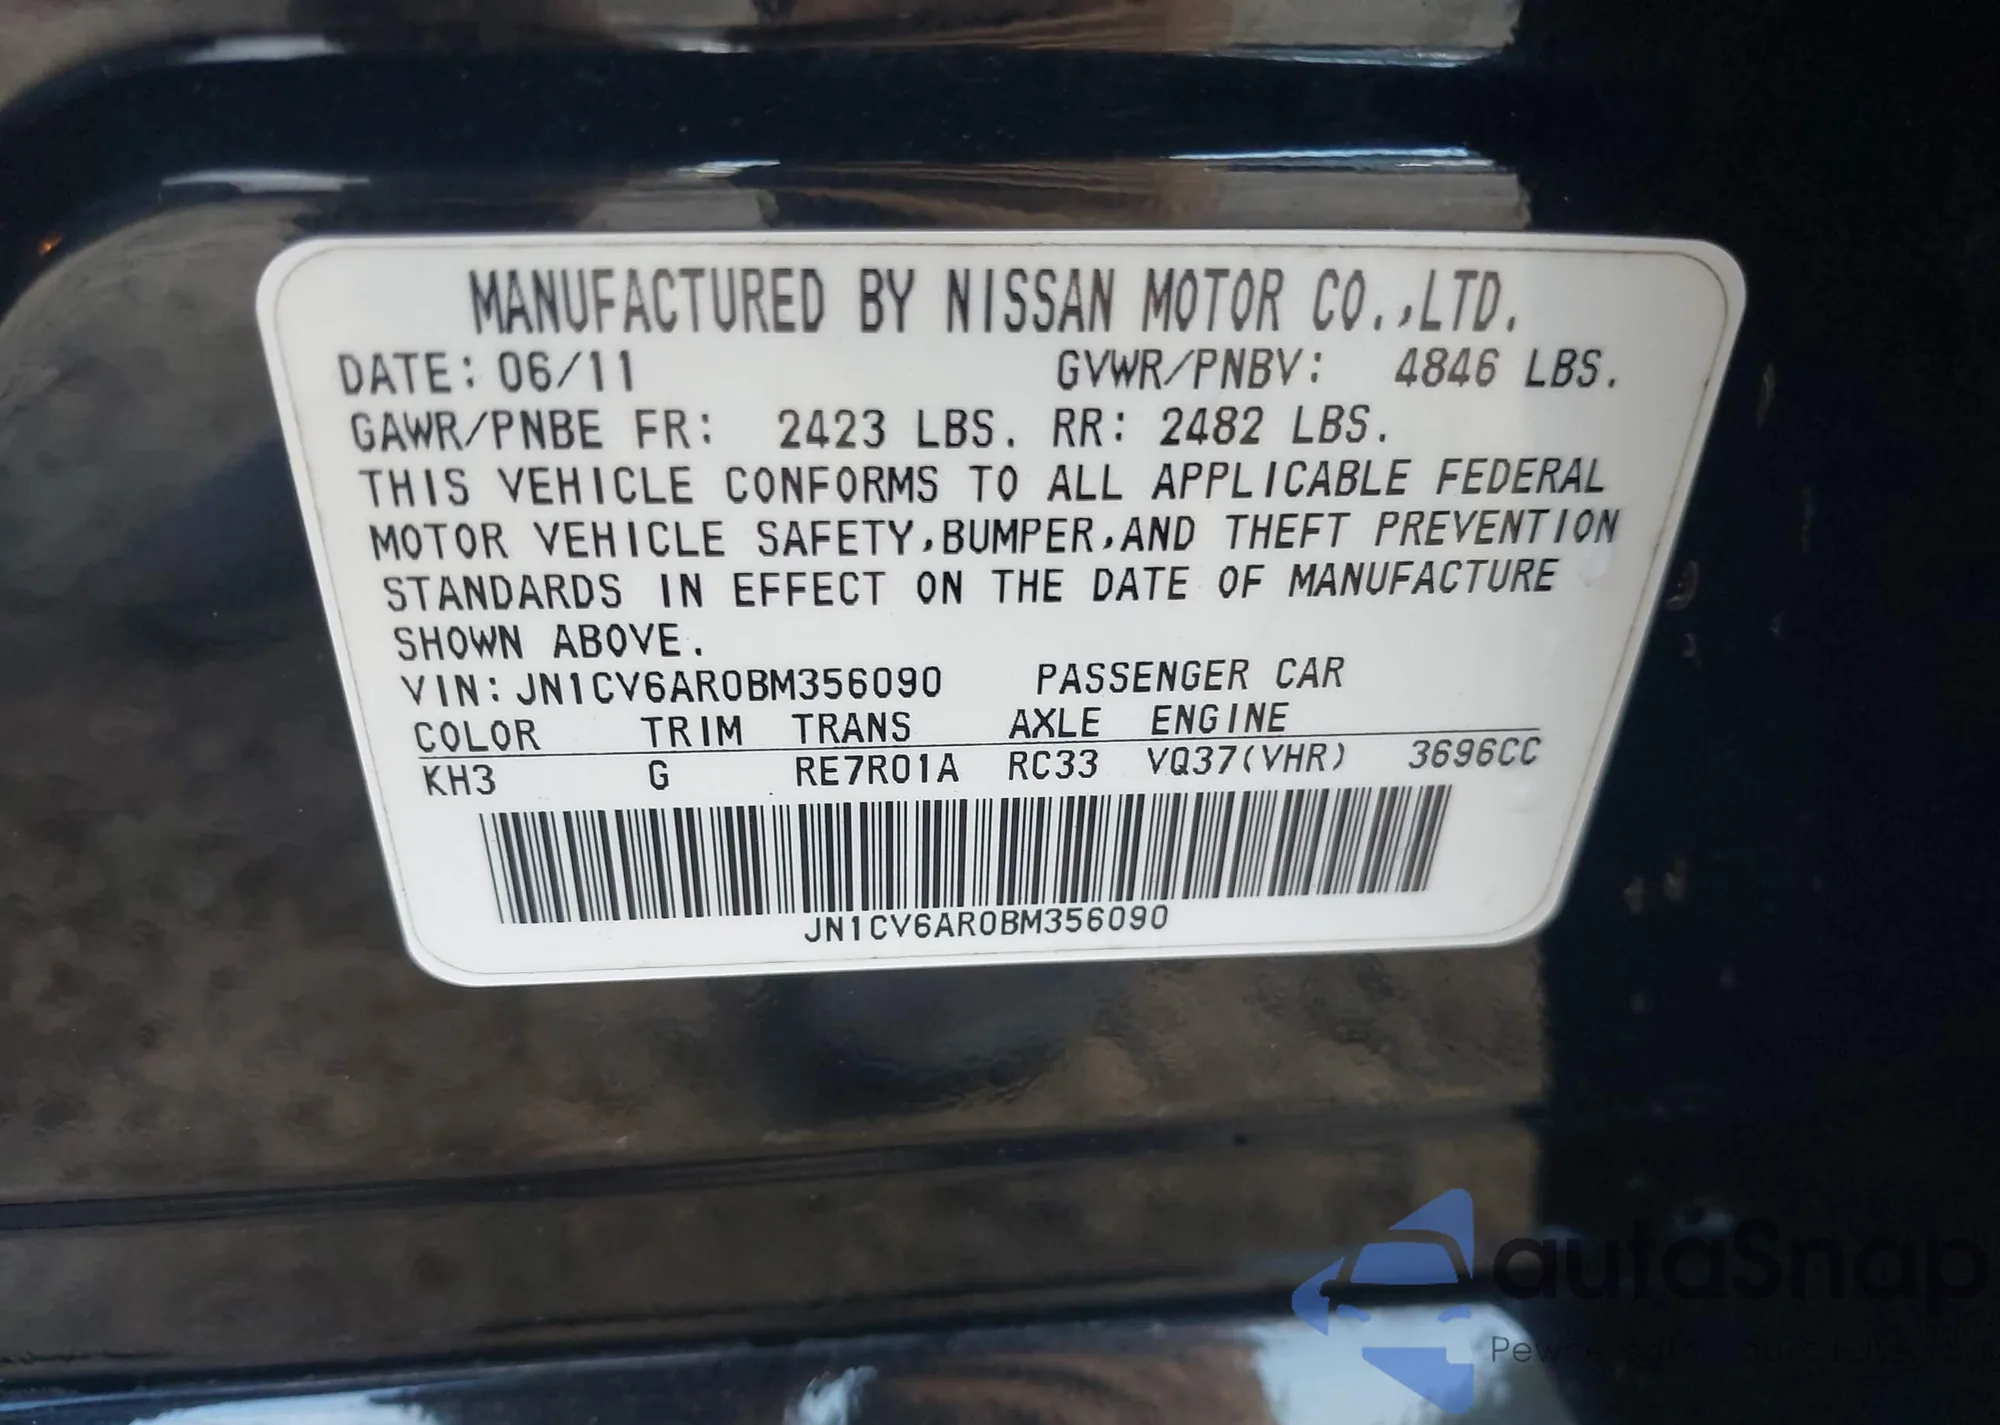 MANUFACTURED BY NISSAN MOTOR CO.,LTD.
DATE: 06/11 GVWR/PNBV: 4846 LBS.
GAWR/PNBE FR: 2423 LBS. RR: 2482 LBS.
THIS VEHICLE CONFORMS TO ALL APPLICABLE FEDERAL
MOTOR VEHICLE SAFETY,BUMPER,AND THEFT PREVENTION
STANDARDS IN EFFECT ON THE DATE OF MANUFACTURE
SHOWN ABOVE.
VIN:JN1CV6AR0BM356090 PASSENGER CAR
COLOR TRIM TRANS AXLE ENGINE
KH3 G RE7R01A RC33 VQ37(VHR) 3696CC
JN1CV6AR0BM356090
autaSnap